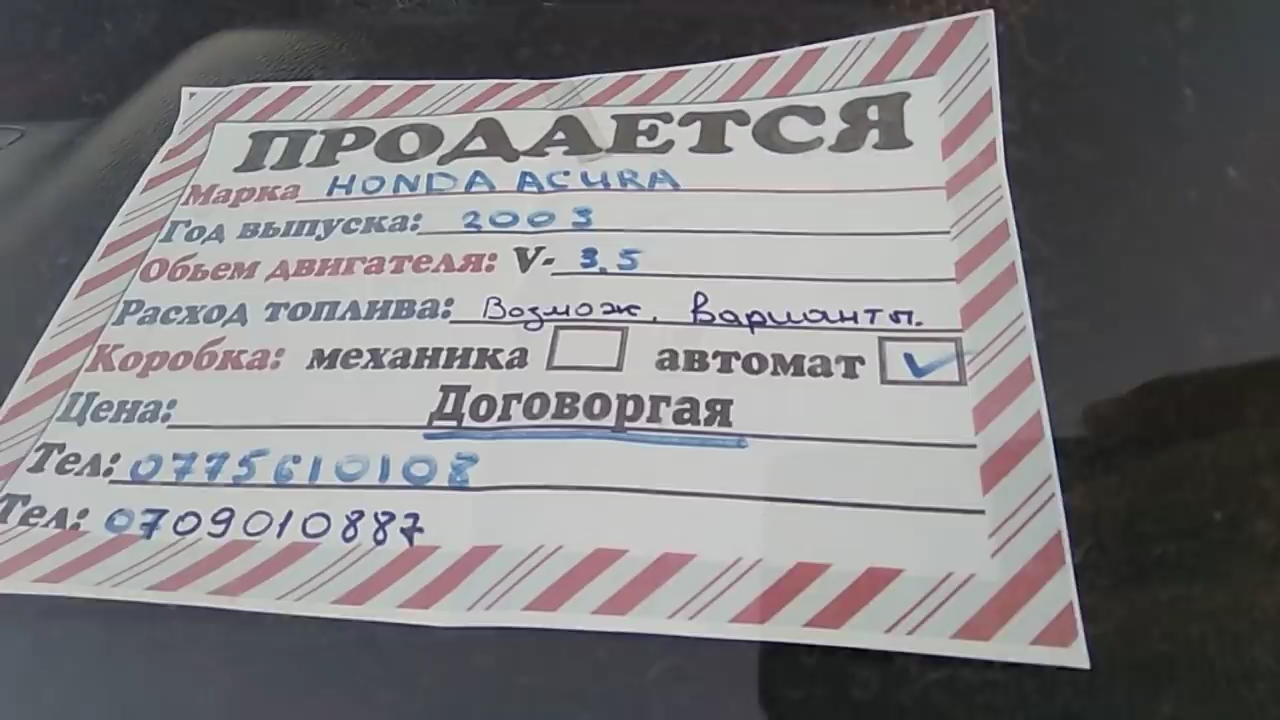 ПРОДАЕТСЯ
Марка HONDA ACURA
Год выпуска: 2003
Обьем двигателя: V- 3.5
Расход топлива: Возмож. варианты.
Коробка: механика автомат ✓
Цена: Договоргая
Тел: 0775610108
Тел: 0709010887